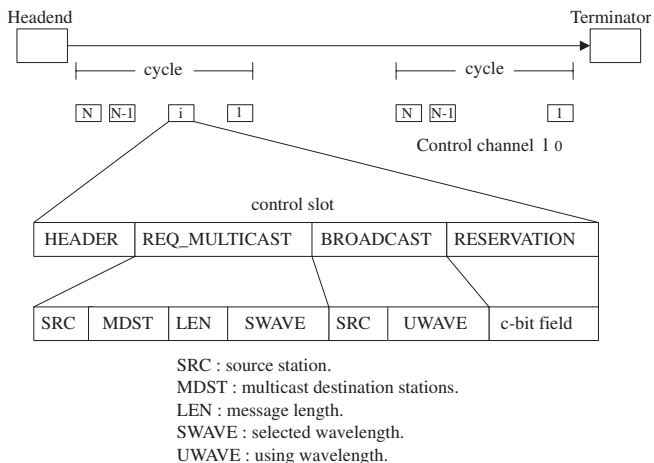 Headend Terminator
cycle cycle
N N-1 i 1 N N-1 1
Control channel l 0
control slot
HEADER REQ_MULTICAST BROADCAST RESERVATION
SRC MDST LEN SWAVE SRC UWAVE c-bit field
SRC : source station.
MDST : multicast destination stations.
LEN : message length.
SWAVE : selected wavelength.
UWAVE : using wavelength.